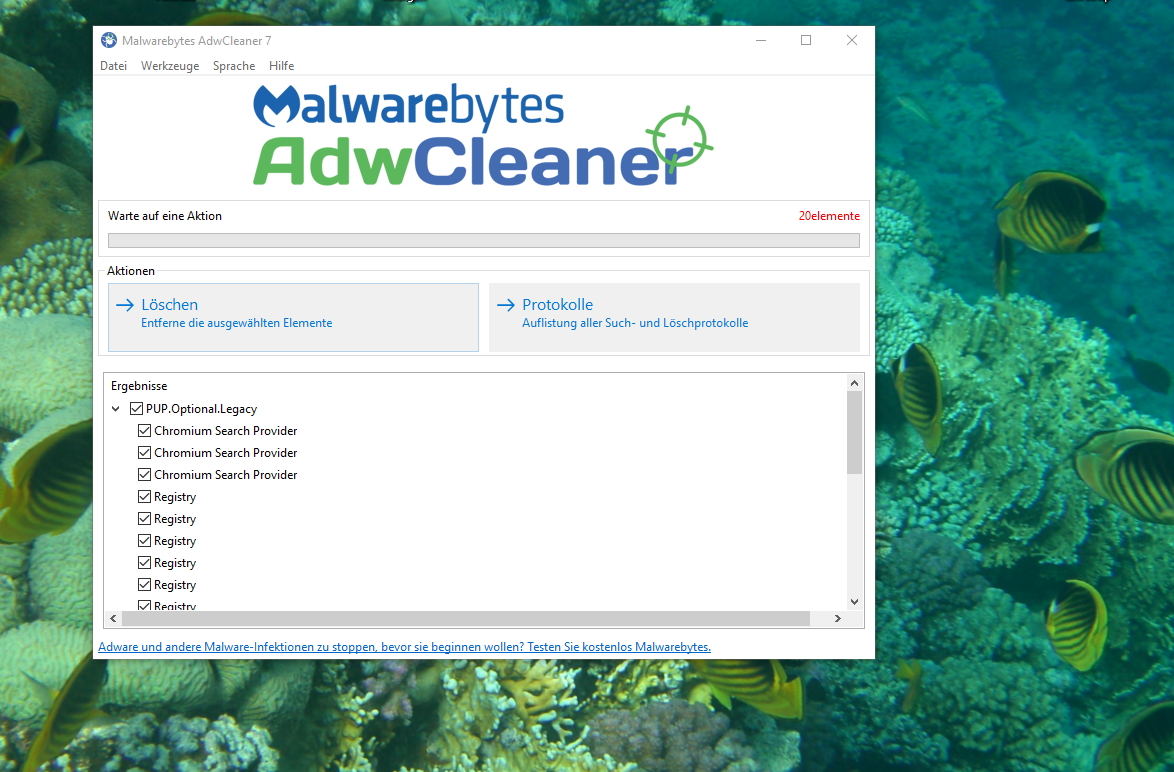 Malwarebytes AdwCleaner 7
Datei Werkzeuge Sprache Hilfe
Malwarebytes
AdwCleaner
Warte auf eine Aktion 20elemente
Aktionen
Löschen
Entferne die ausgewählten Elemente
Protokolle
Auflistung aller Such- und Löschprotokolle
Ergebnisse
PUP.Optional.Legacy
Chromium Search Provider
Chromium Search Provider
Chromium Search Provider
Registry
Registry
Registry
Registry
Registry
Registry
Adware und andere Malware-Infektionen zu stoppen, bevor sie beginnen wollen? Testen Sie kostenlos Malwarebytes.